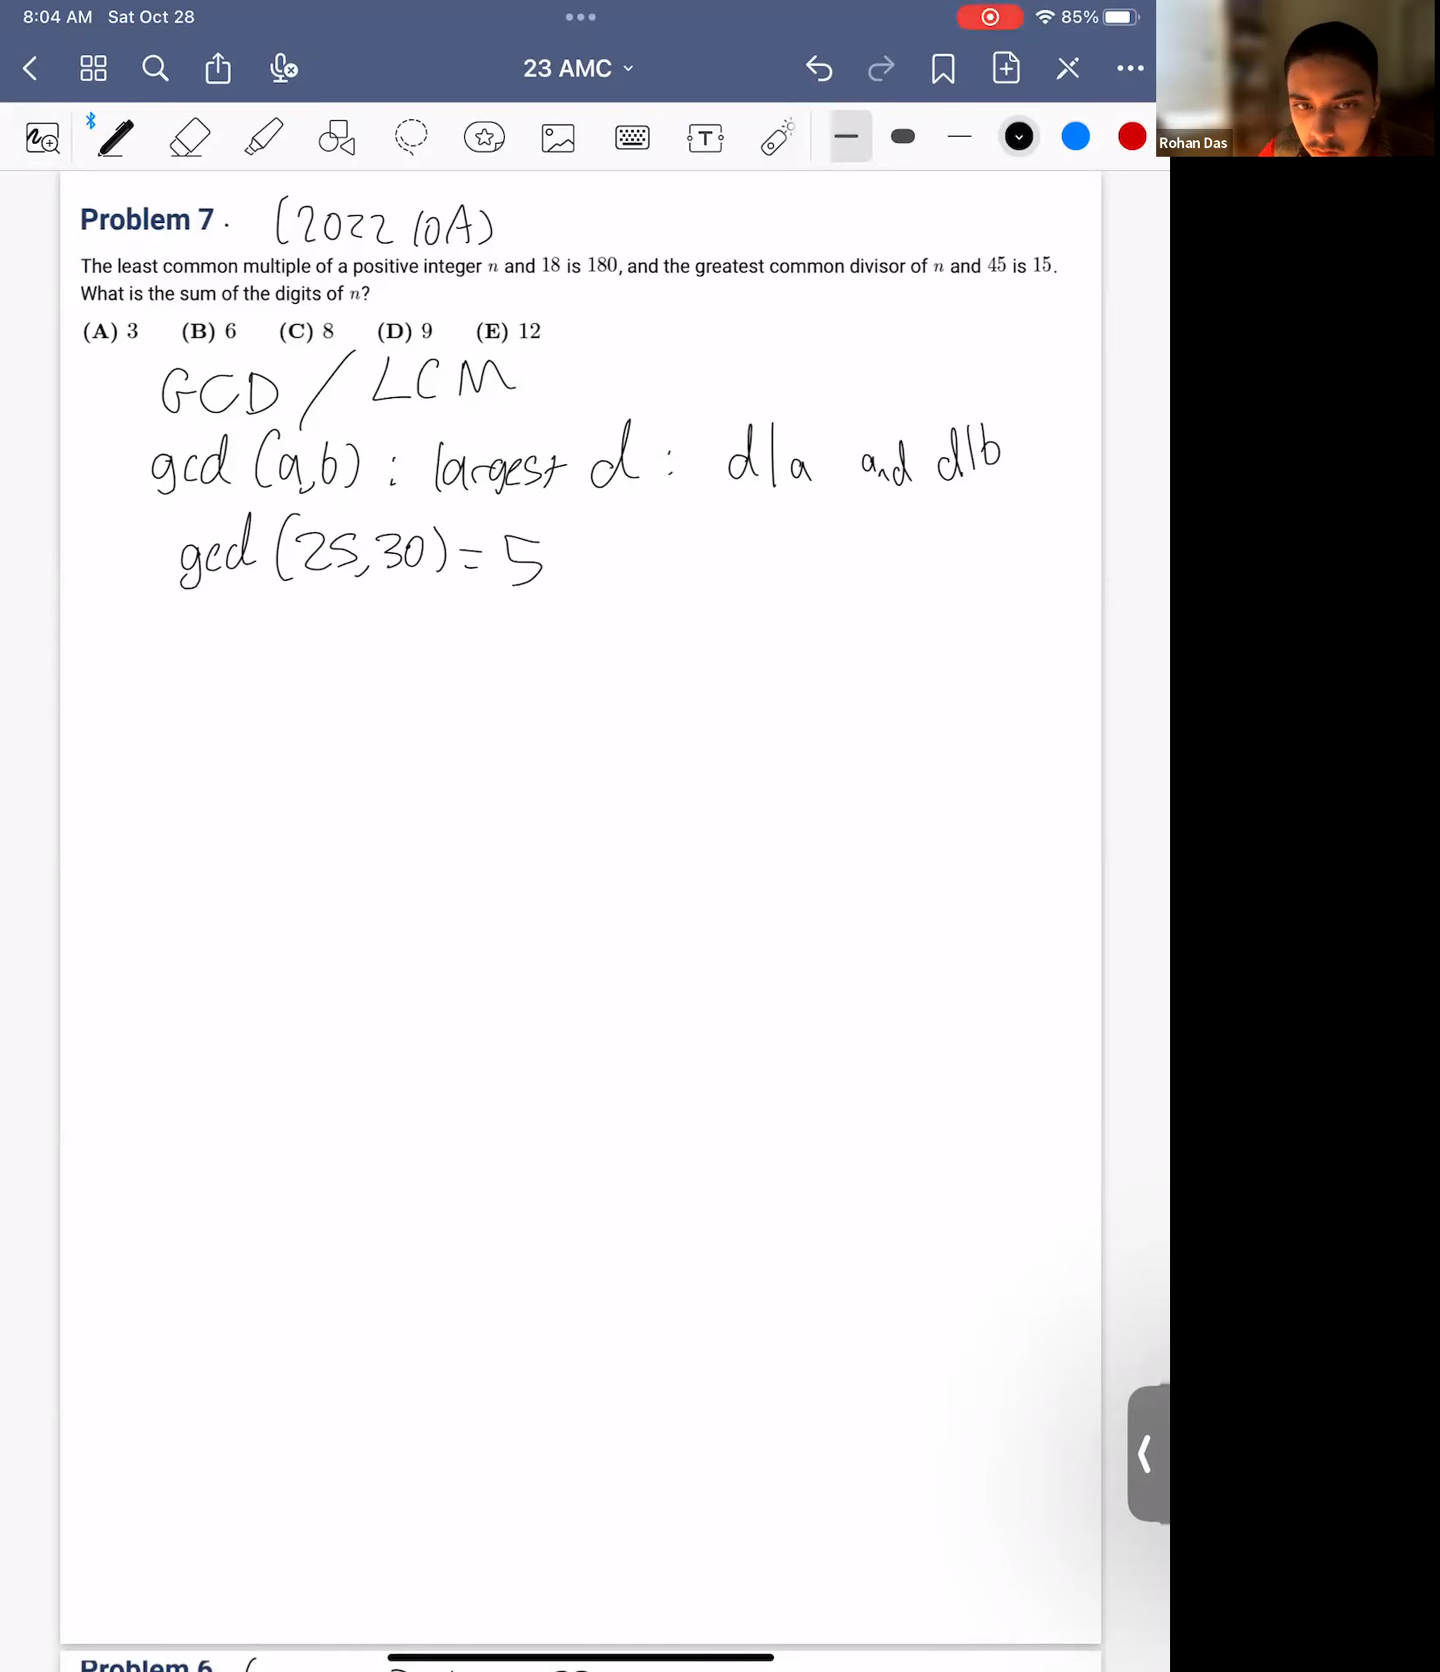 8:04 AM Sat Oct 28
85%
23 AMC
T
Rohan Das
Problem 7 . (2022 10A)
The least common multiple of a positive integer n and 18 is 180, and the greatest common divisor of n and 45 is 15.
What is the sum of the digits of n?
(A) 3 (B) 6 (C) 8 (D) 9 (E) 12
GCD / LCM
gcd (a,b) : largest d : d|a and d|b
gcd (25,30) = 5
Problem 6